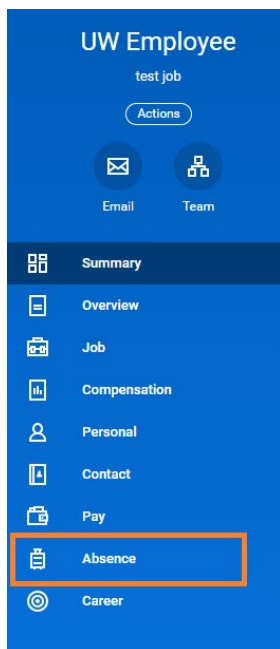 UW Employee
test job
Actions
Email Team
Summary
Overview
Job
Compensation
Personal
Contact
Pay
Absence
Career